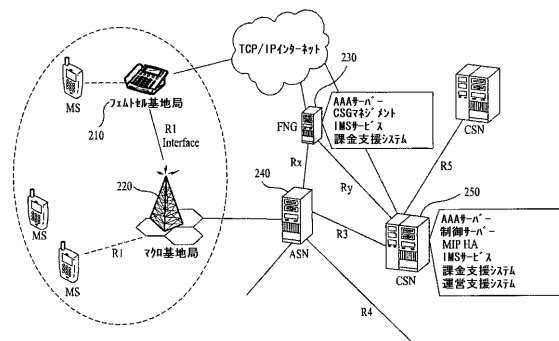 TCP/IPインターネット
230
MS
フェムトセル基地局
210
R1
Interface
FNG
AAAサーバー
CSGマネジメント
IMSサービス
課金支援システム
CSN
Rx
Ry
R5
220
240
250
MS
R1
マクロ基地局
MS
ASN
R3
CSN
AAAサーバー
制御サーバー
MIP HA
IMSサービス
課金支援システム
運営支援システム
R4